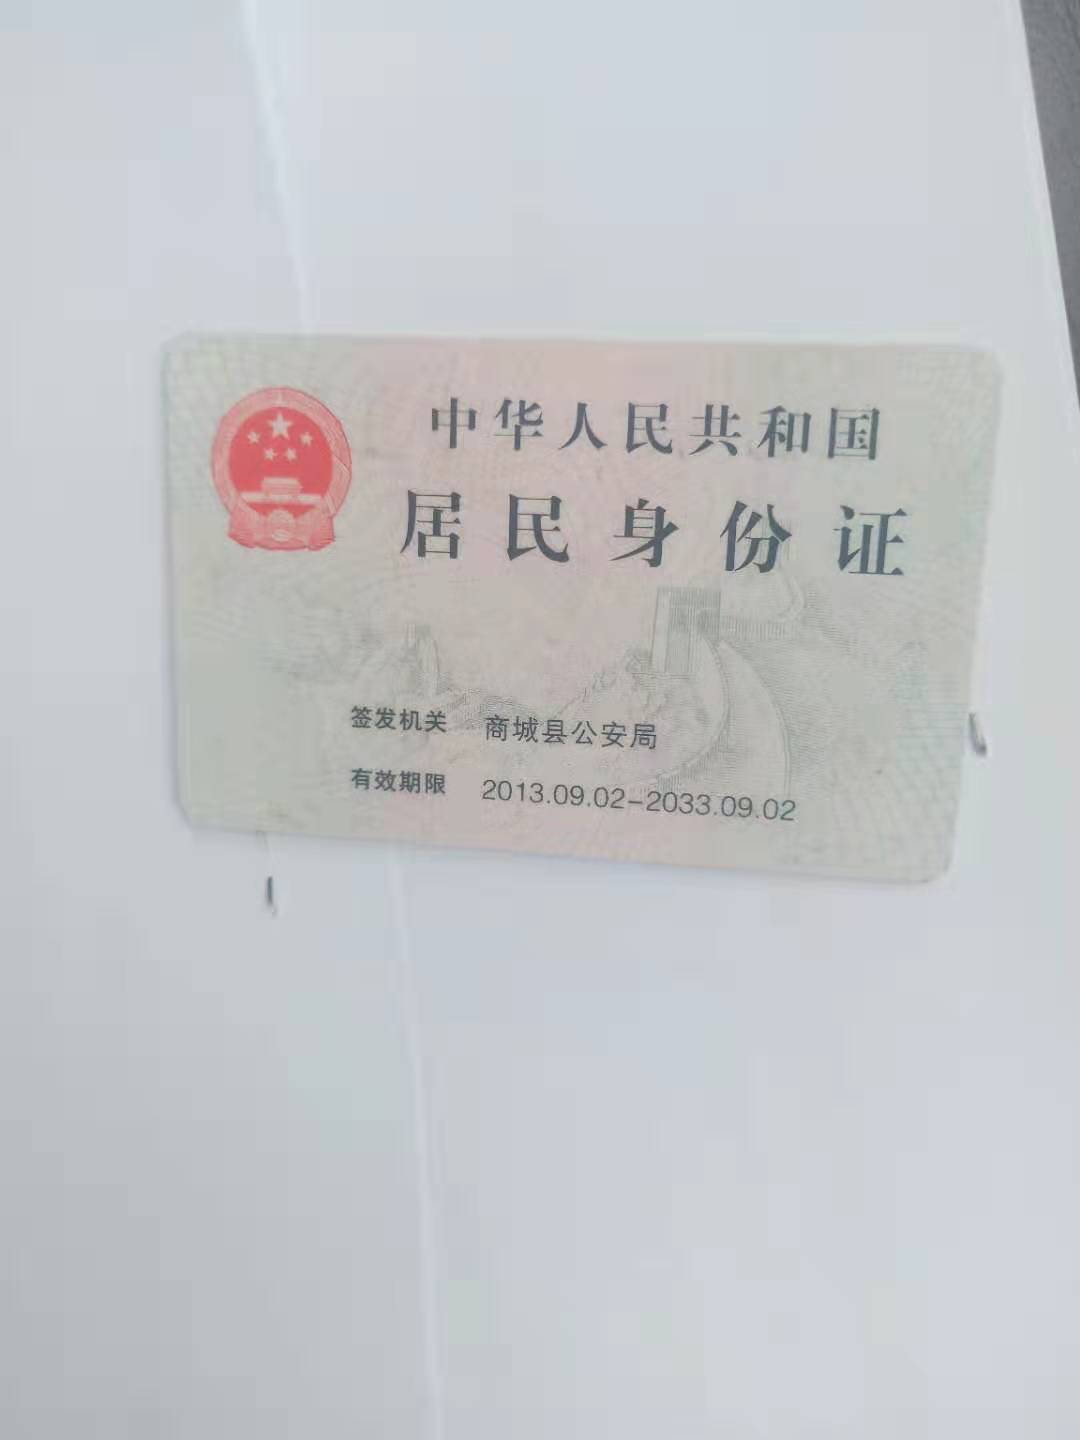 中华人民共和国
居民身份证
签发机关 商城县公安局
有效期限 2013.09.02-2033.09.02